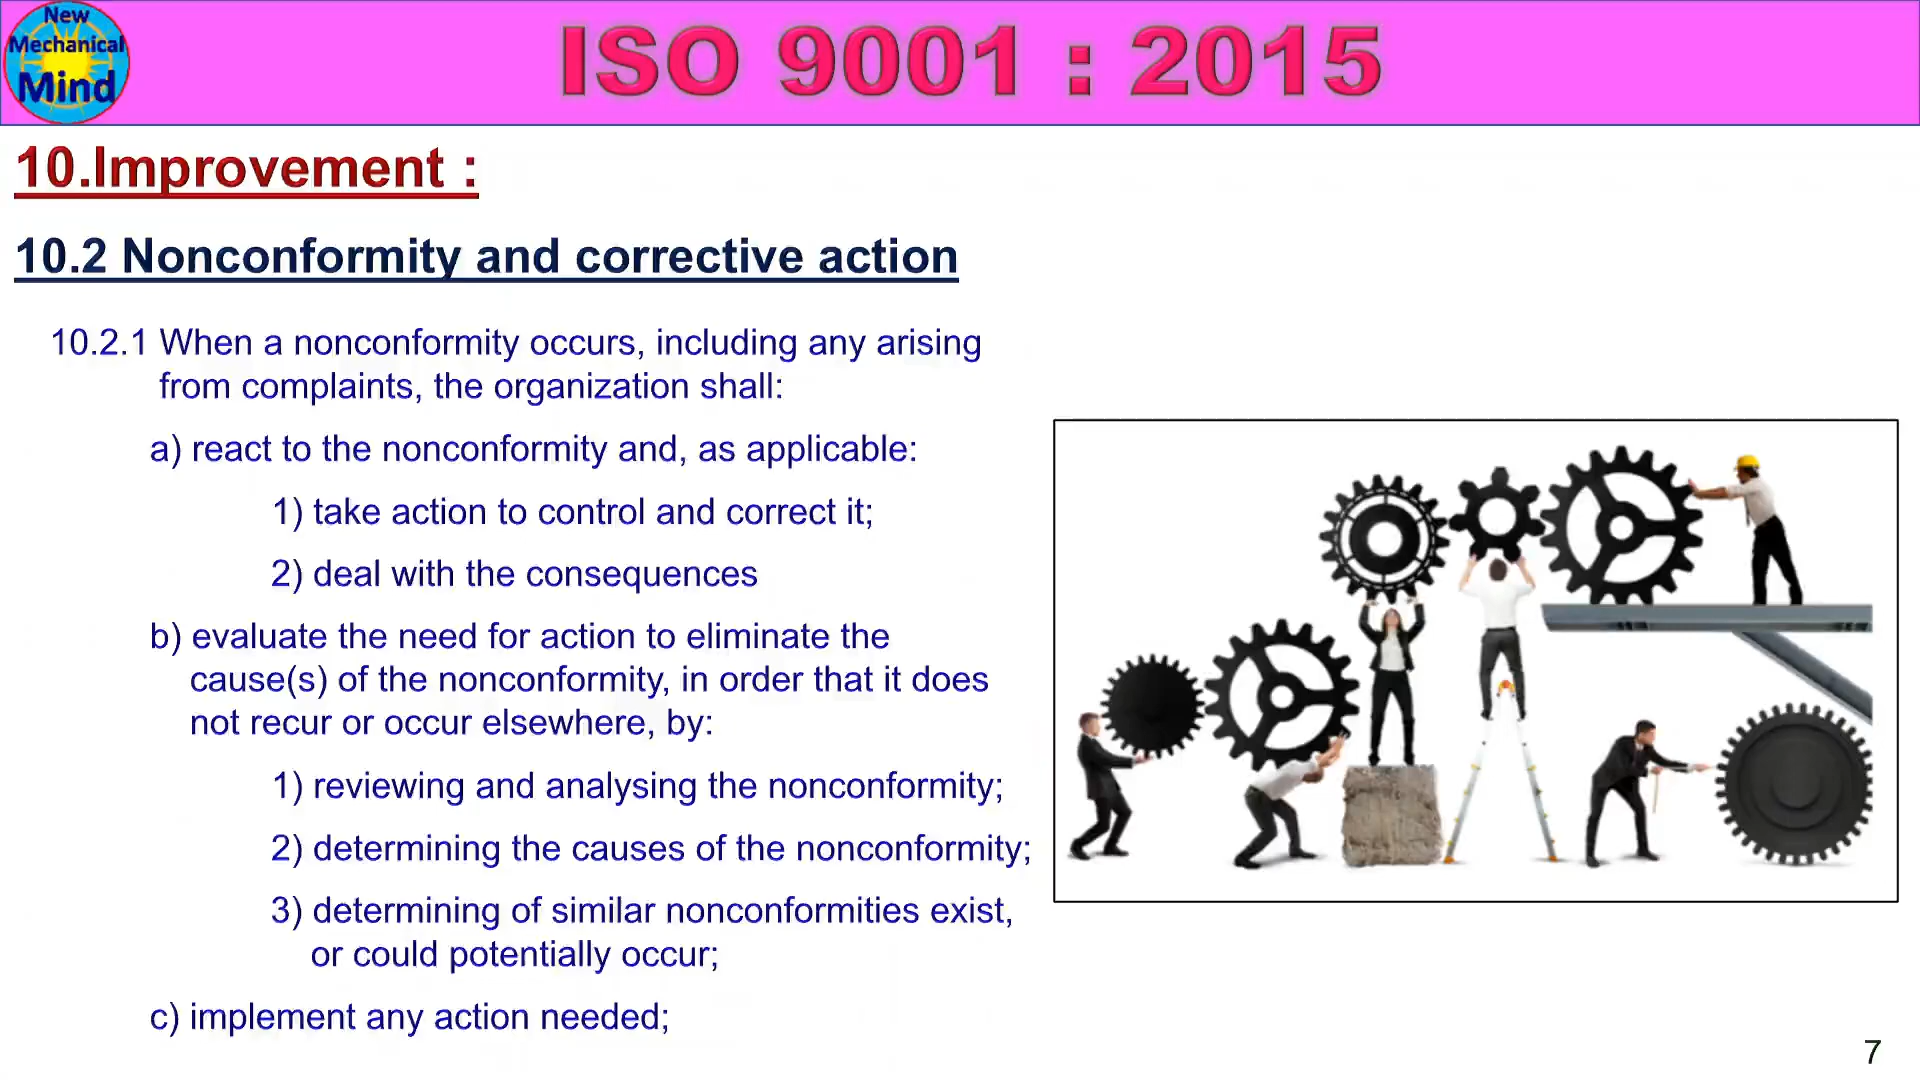 New
Mechanical
Mind
ISO 9001 : 2015
10.Improvement :
10.2 Nonconformity and corrective action
10.2.1 When a nonconformity occurs, including any arising
from complaints, the organization shall:
a) react to the nonconformity and, as applicable:
1) take action to control and correct it;
2) deal with the consequences
b) evaluate the need for action to eliminate the
cause(s) of the nonconformity, in order that it does
not recur or occur elsewhere, by:
1) reviewing and analysing the nonconformity;
2) determining the causes of the nonconformity;
3) determining of similar nonconformities exist,
or could potentially occur;
c) implement any action needed;
7